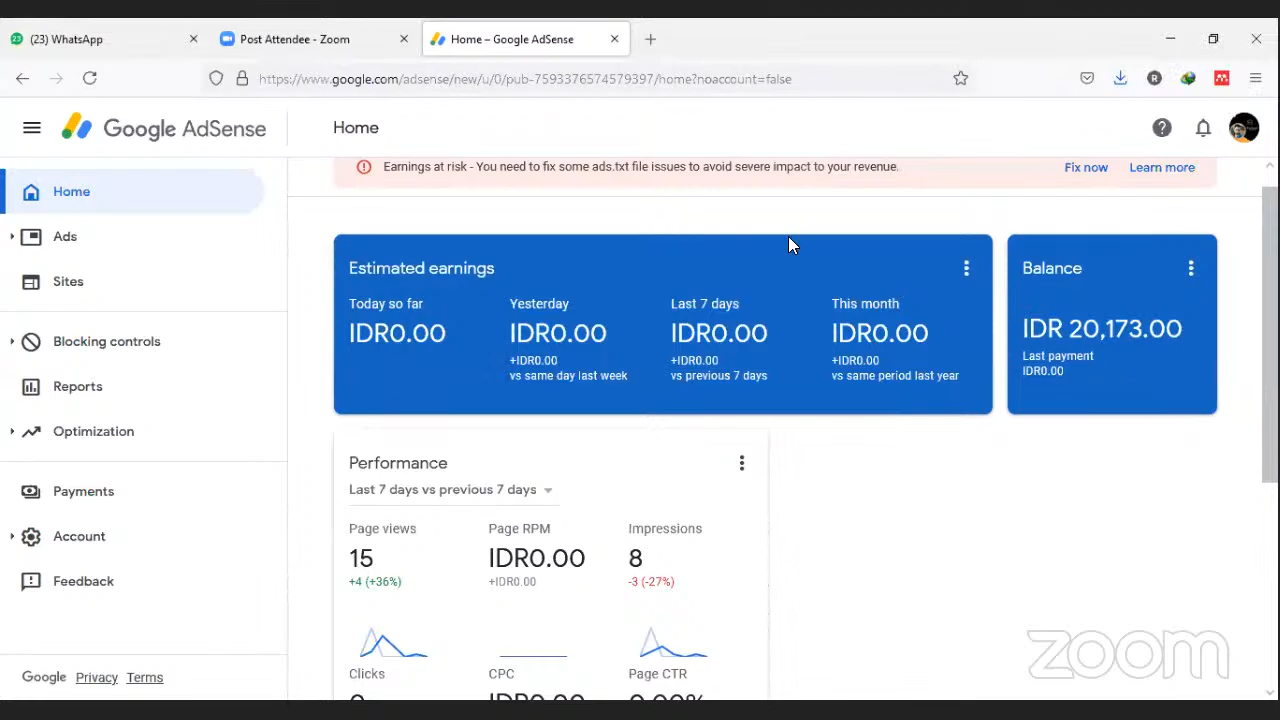 (23) WhatsApp
Post Attendee - Zoom
Home – Google AdSense
https://www.google.com/adsense/new/u/0/pub-7593376574579397/home?noaccount=false
Google AdSense
Home
Earnings at risk - You need to fix some ads.txt file issues to avoid severe impact to your revenue. Fix now Learn more
Home
Ads
Sites
Blocking controls
Reports
Optimization
Payments
Account
Feedback
Google Privacy Terms
Estimated earnings
Today so far Yesterday Last 7 days This month
IDR0.00 IDR0.00 IDR0.00 IDR0.00
+IDR0.00 +IDR0.00 +IDR0.00
vs same day last week vs previous 7 days vs same period last year
Balance
IDR 20,173.00
Last payment
IDR0.00
Performance
Last 7 days vs previous 7 days
Page views Page RPM Impressions
15 IDR0.00 8
+4 (+36%) +IDR0.00 -3 (-27%)
Clicks CPC Page CTR
0 IDR0.00 0.00%
zoom